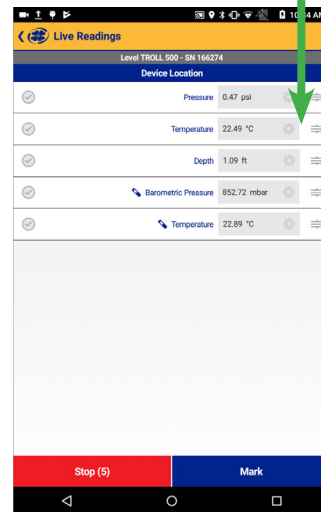 Live Readings
Level TROLL 500 - SN 166274
Device Location
Pressure 0.47 psi
Temperature 22.49 °C
Depth 1.09 ft
Barometric Pressure 852.72 mbar
Temperature 22.89 °C
Stop (5) Mark